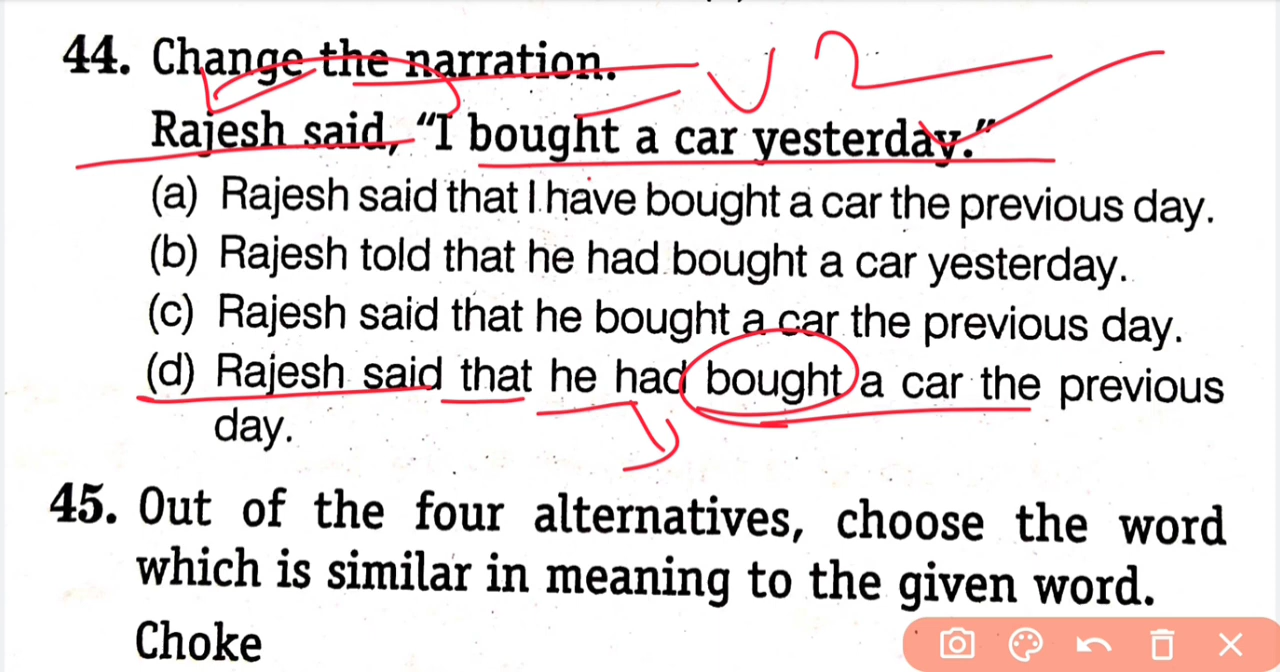 44. Change the narration.
Rajesh said, “I bought a car yesterday.”
(a) Rajesh said that I have bought a car the previous day.
(b) Rajesh told that he had bought a car yesterday.
(c) Rajesh said that he bought a car the previous day.
(d) Rajesh said that he had bought a car the previous
day.
45. Out of the four alternatives, choose the word
which is similar in meaning to the given word.
Choke